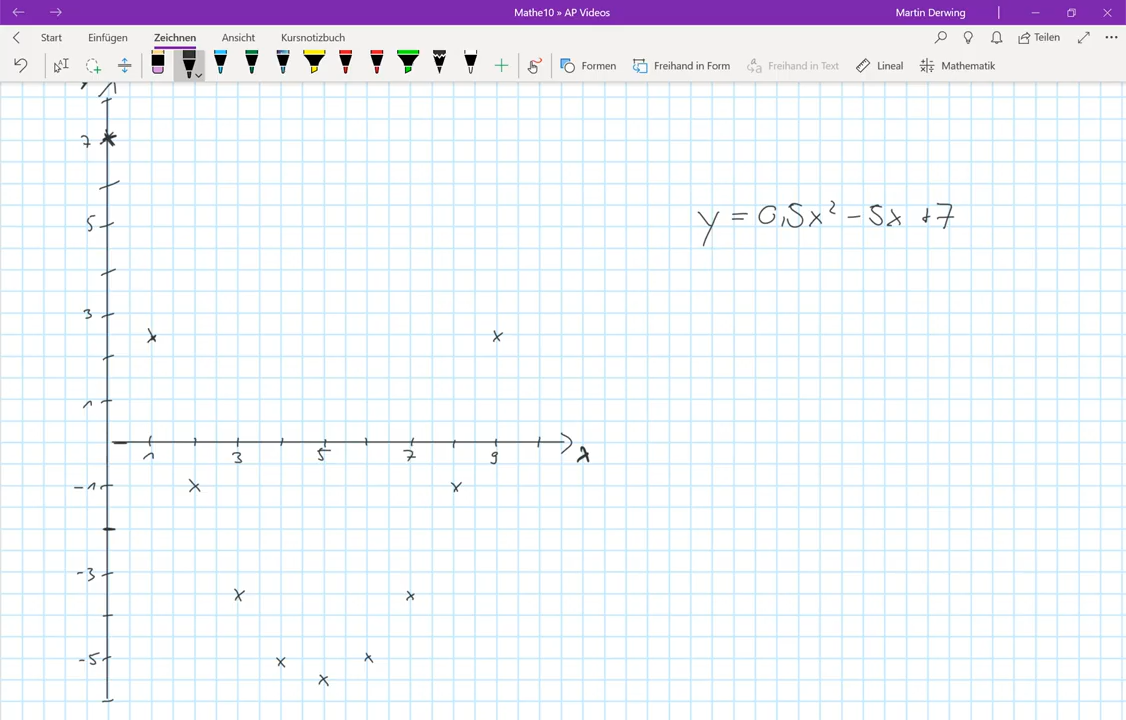 Mathe10 » AP Videos
Martin Derwing
Start
Einfügen
Zeichnen
Ansicht
Kursnotizbuch
Teilen
Formen
Freihand in Form
Freihand in Text
Lineal
Mathematik
7
5
3
1
-1
-3
-5
1 3 5 7 9 x
y = 0,5x² - 5x + 7